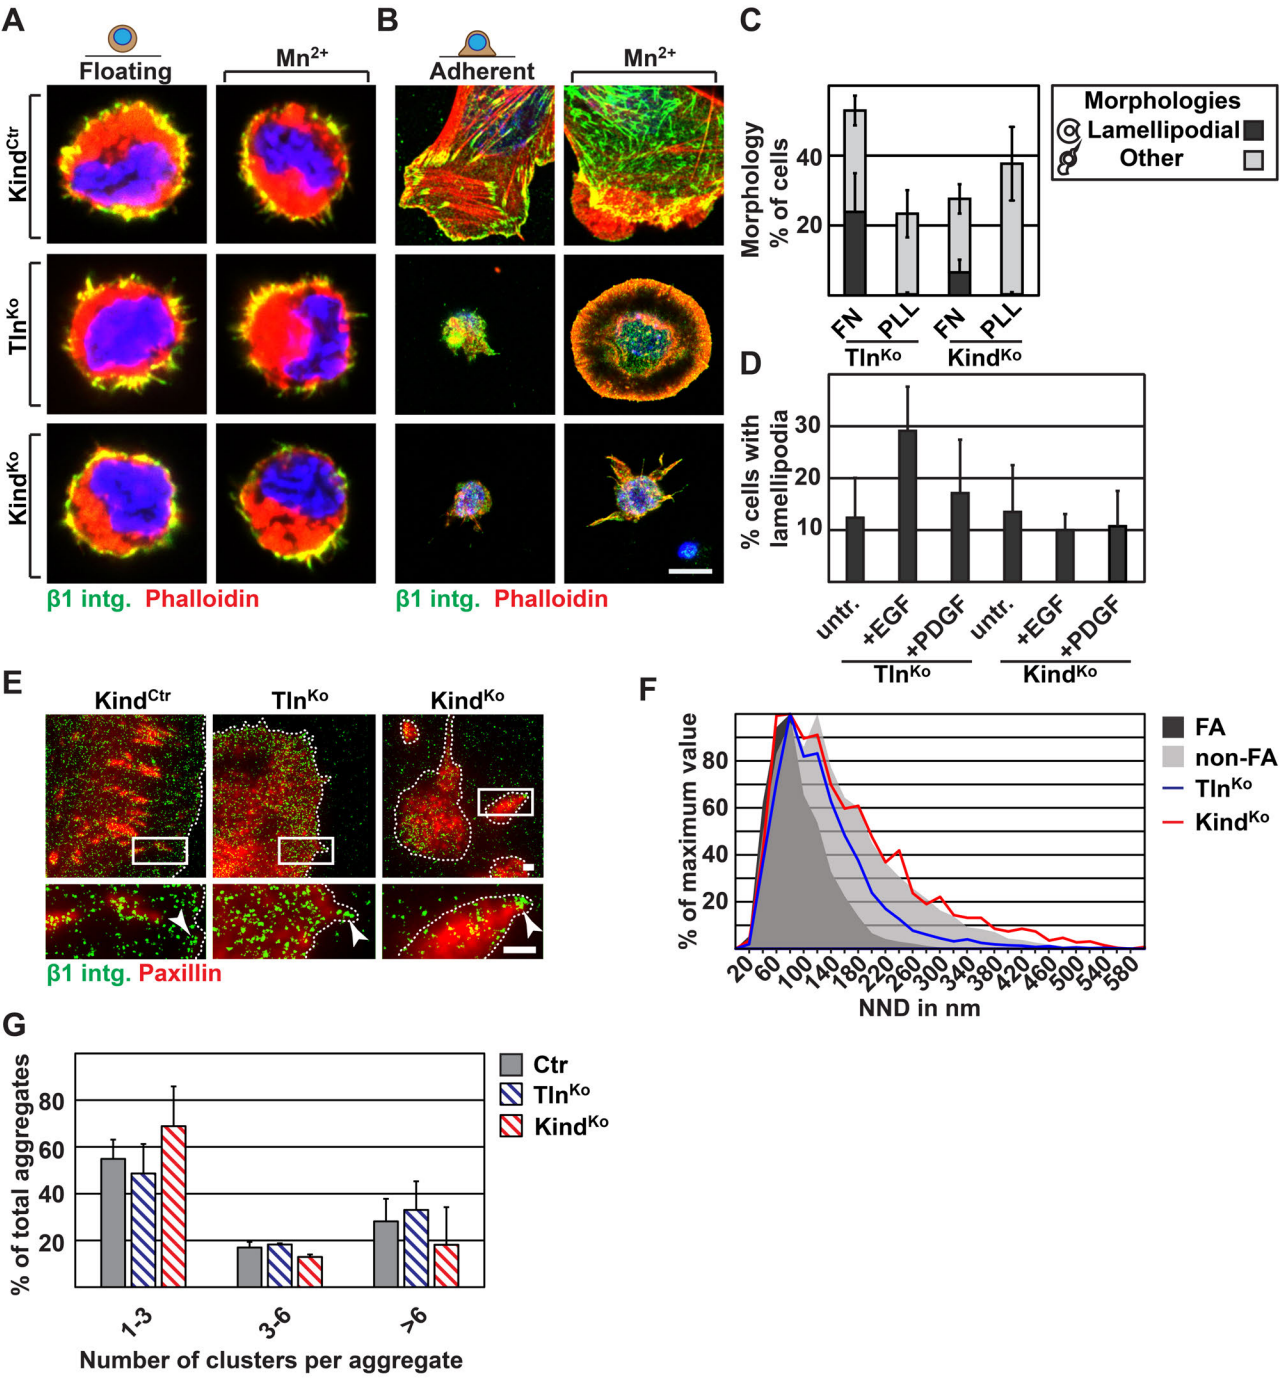 A
B
C
Floating
Mn2+
Adherent
Mn2+
KindCtr
TlnKo
KindKo
β1 intg. Phalloidin
β1 intg. Phalloidin
Morphology
% of cells
40
20
FN
PLL
FN
PLL
TlnKo
KindKo
Morphologies
Lamellipodial
Other
D
% cells with
lamellipodia
30
20
10
untr.
+EGF
+PDGF
untr.
+EGF
+PDGF
TlnKo
KindKo
E
KindCtr
TlnKo
KindKo
β1 intg. Paxillin
F
% of maximum value
80
60
40
20
20
60
100
140
180
220
260
300
340
380
420
460
500
540
580
NND in nm
FA
non-FA
TlnKo
KindKo
G
% of total aggregates
80
60
40
20
1-3
3-6
>6
Number of clusters per aggregate
Ctr
TlnKo
KindKo